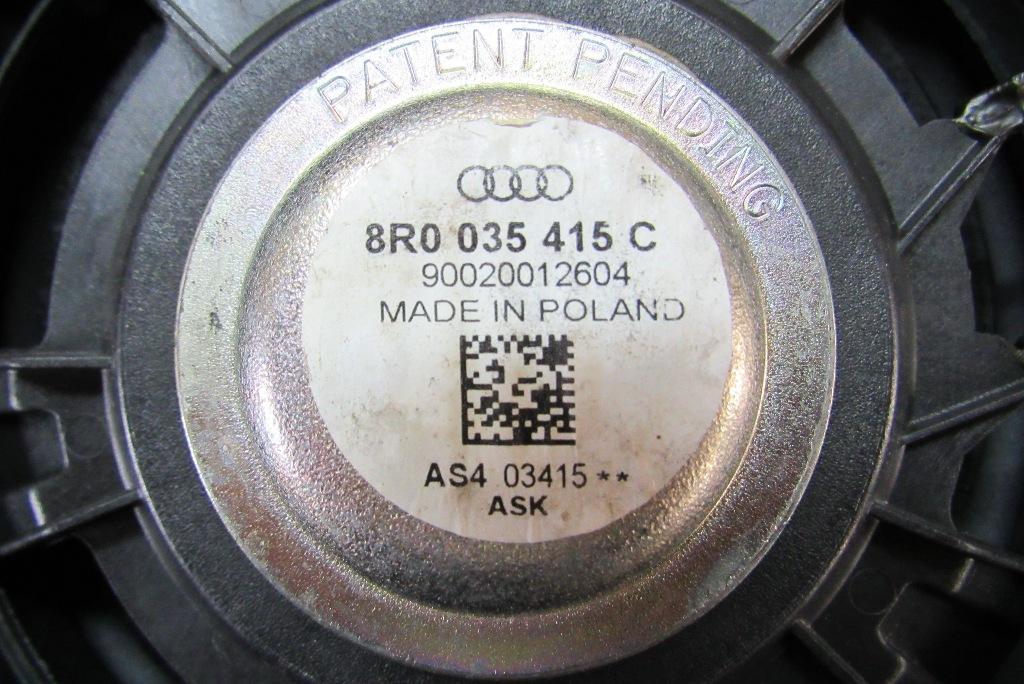 PATENT PENDING
8R0 035 415 C
90020012604
MADE IN POLAND
AS4 03415 **
ASK